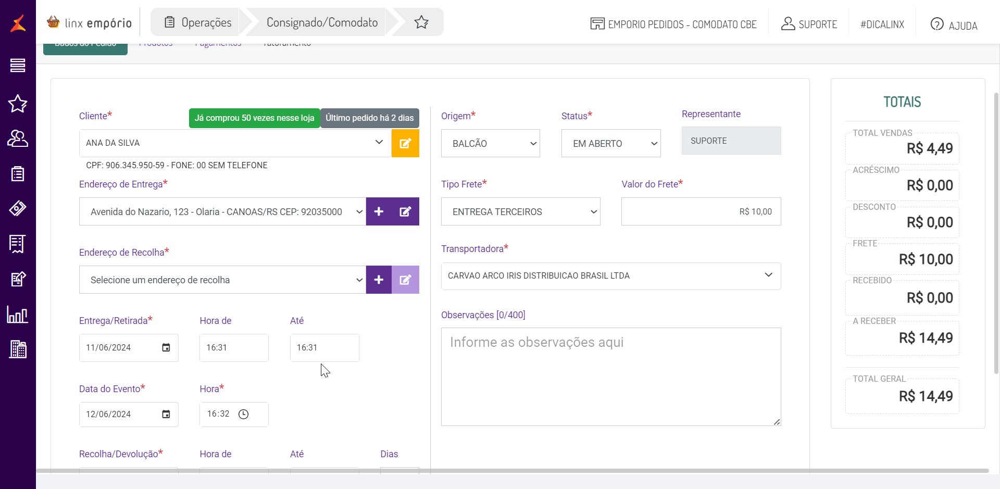 linx empório
Operações
Consignado/Comodato
EMPORIO PEDIDOS - COMODATO CBE
SUPORTE
#DICALINX
AJUDA
Dados do Pedido
Produtos
Pagamentos
Faturamento
Cliente*
Já comprou 50 vezes nesse loja
Último pedido há 2 dias
ANA DA SILVA
CPF: 906.345.950-59 - FONE: 00 SEM TELEFONE
Endereço de Entrega*
Avenida do Nazario, 123 - Olaria - CANOAS/RS CEP: 92035000
Endereço de Recolha*
Selecione um endereço de recolha
Entrega/Retirada*
Hora de
Até
11/06/2024
16:31
16:31
Data do Evento*
Hora*
12/06/2024
16:32
Recolha/Devolução*
Hora de
Até
Dias
Origem*
Status*
Representante
BALCÃO
EM ABERTO
SUPORTE
Tipo Frete*
Valor do Frete*
ENTREGA TERCEIROS
R$ 10,00
Transportadora*
CARVAO ARCO IRIS DISTRIBUICAO BRASIL LTDA
Observações [0/400]
Informe as observações aqui
TOTAIS
TOTAL VENDAS
R$ 4,49
ACRÉSCIMO
R$ 0,00
DESCONTO
R$ 0,00
FRETE
R$ 10,00
RECEBIDO
R$ 0,00
A RECEBER
R$ 14,49
TOTAL GERAL
R$ 14,49